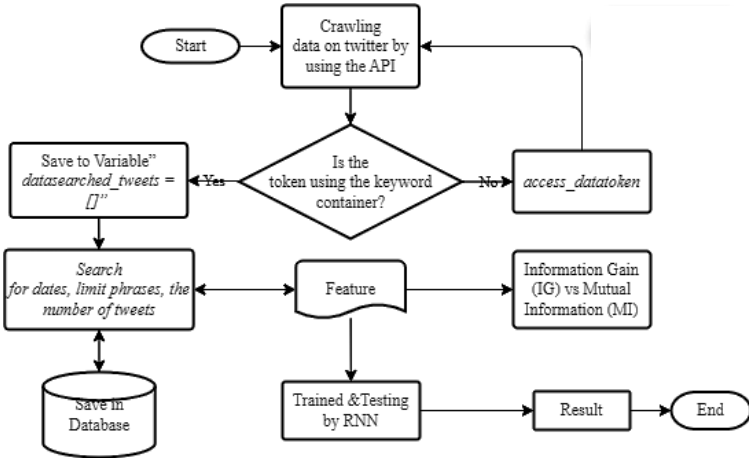 Start
Crawling
data on twitter by
using the API
Save to Variable”
datasearched_tweets =
[]”
Yes
Is the
token using the keyword
container?
No
access_datatoken
Search
for dates, limit phrases, the
number of tweets
Feature
Information Gain
(IG) vs Mutual
Information (MI)
Save in
Database
Trained &Testing
by RNN
Result
End